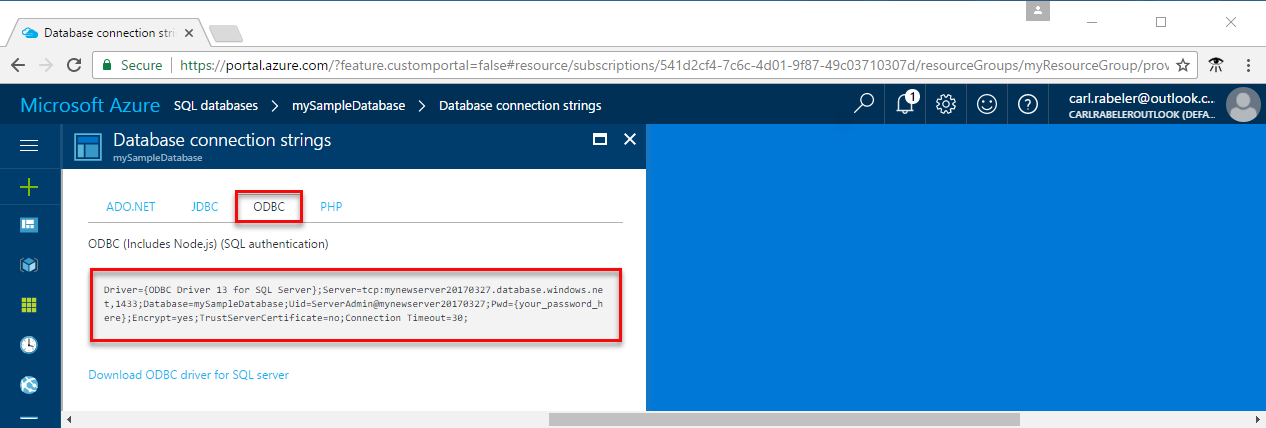 Database connection stri
Secure
https://portal.azure.com/?feature.customportal=false#resource/subscriptions/541d2cf4-7c6c-4d01-9f87-49c03710307d/resourceGroups/myResourceGroup/prov
Microsoft Azure SQL databases > mySampleDatabase > Database connection strings
1
carl.rabeler@outlook.c...
CARLRABELEROUTLOOK (DEFA...
Database connection strings
mySampleDatabase
ADO.NET JDBC ODBC PHP
ODBC (Includes Node.js) (SQL authentication)
Driver={ODBC Driver 13 for SQL Server};Server=tcp:mynewserver20170327.database.windows.ne
t,1433;Database=mySampleDatabase;Uid=ServerAdmin@mynewserver20170327;Pwd={your_password_h
ere};Encrypt=yes;TrustServerCertificate=no;Connection Timeout=30;
Download ODBC driver for SQL server